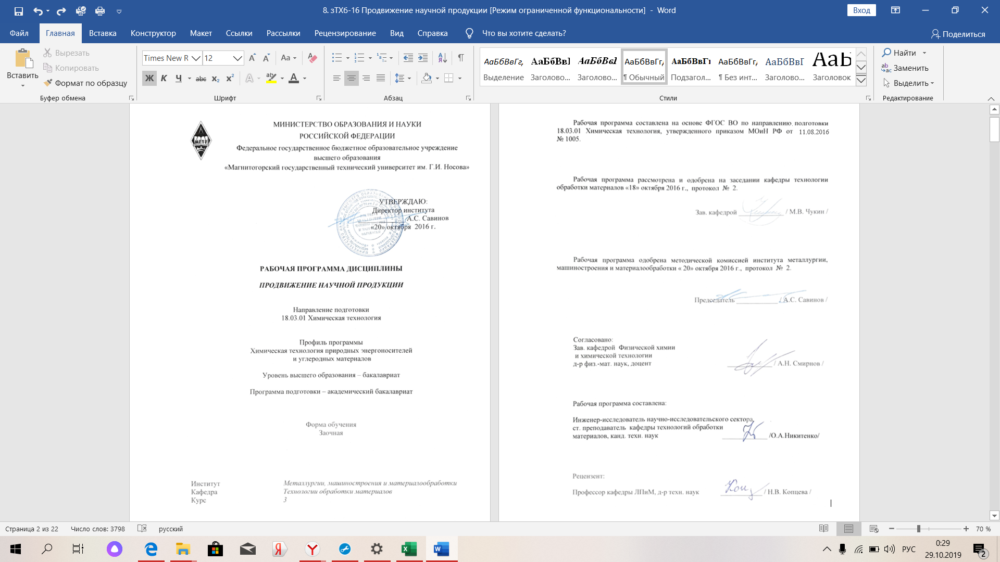 8. зТХб-16 Продвижение научной продукции [Режим ограниченной функциональности] - Word
Вход
Файл
Главная
Вставка
Конструктор
Макет
Ссылки
Рассылки
Рецензирование
Вид
Справка
Что вы хотите сделать?
Поделиться
Вставить
Вырезать
Копировать
Формат по образцу
Буфер обмена
Times New R
12
Шрифт
Абзац
АаБбВвГг,
АаБбВвІ
АаБбВвІ
АаБбВвГг,
АаБбВвГг
АаБбВвГг,
АаБбВвГ
АаБ
Выделение
Заголово...
Заголово...
¶ Обычный
Подзагол...
¶ Без инт...
Заголово...
Заголовок
Стили
Найти
Заменить
Выделить
Редактирование
МГТУ
МИНИСТЕРСТВО ОБРАЗОВАНИЯ И НАУКИ
РОССИЙСКОЙ ФЕДЕРАЦИИ
Федеральное государственное бюджетное образовательное учреждение
высшего образования
«Магнитогорский государственный технический университет им. Г.И. Носова»
УТВЕРЖДАЮ:
Директор института
А.С. Савинов
«20» октября 2016 г.
РАБОЧАЯ ПРОГРАММА ДИСЦИПЛИНЫ
ПРОДВИЖЕНИЕ НАУЧНОЙ ПРОДУКЦИИ
Направление подготовки
18.03.01 Химическая технология
Профиль программы
Химическая технология природных энергоносителей
и углеродных материалов
Уровень высшего образования – бакалавриат
Программа подготовки – академический бакалавриат
Форма обучения
Заочная
Институт Металлургии, машиностроения и материалообработки
Кафедра Технологии обработки материалов
Курс 3
Рабочая программа составлена на основе ФГОС ВО по направлению подготовки
18.03.01 Химическая технология, утвержденного приказом МОиН РФ от 11.08.2016
№ 1005.
Рабочая программа рассмотрена и одобрена на заседании кафедры технологии
обработки материалов «18» октября 2016 г., протокол № 2.
Зав. кафедрой ____________ / М.В. Чукин /
Рабочая программа одобрена методической комиссией института металлургии,
машиностроения и материалообработки « 20» октября 2016 г., протокол № 2.
Председатель ____________ / А.С. Савинов /
Согласовано:
Зав. кафедрой Физической химии
и химической технологии
д-р физ.-мат. наук, доцент ____________ / А.Н. Смирнов /
Рабочая программа составлена:
Инженер-исследователь научно-исследовательского сектора,
ст. преподаватель кафедры технологий обработки
материалов, канд. техн. наук ____________ /О.А.Никитенко/
Рецензент:
Профессор кафедры ЛПиМ, д-р техн. наук ____________ / Н.В. Копцева /
Страница 2 из 22
Число слов: 3798
русский
70 %
РУС
0:29
29.10.2019
2